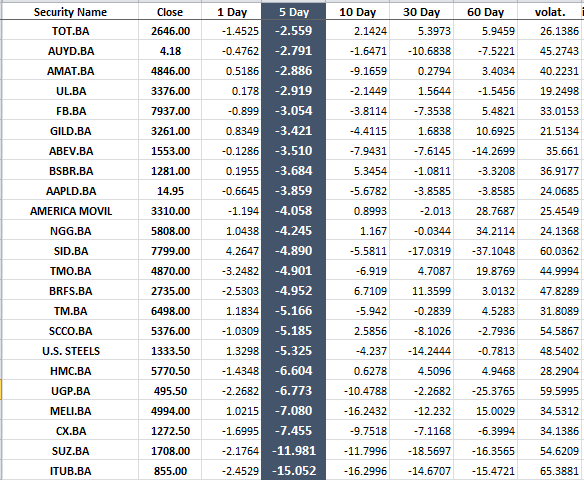 Security Name Close 1 Day 5 Day 10 Day 30 Day 60 Day volat.
TOT.BA 2646.00 -1.4525 -2.559 2.1424 5.3973 5.9459 26.1386
AUYD.BA 4.18 -0.4762 -2.791 -1.6471 -10.6838 -7.5221 45.2743
AMAT.BA 4846.00 0.5186 -2.886 -9.1659 0.2794 3.4034 40.2231
UL.BA 3376.00 0.178 -2.919 -2.1449 1.5644 -1.5456 19.2498
FB.BA 7937.00 -0.899 -3.054 -3.8114 -7.3538 5.4821 33.0153
GILD.BA 3261.00 0.8349 -3.421 -4.4115 1.6838 10.6925 21.5134
ABEV.BA 1553.00 -0.1286 -3.510 -7.9431 -7.6145 -14.2699 35.661
BSBR.BA 1281.00 0.1955 -3.684 5.3454 -1.0811 -3.3208 36.9177
AAPLD.BA 14.95 -0.6645 -3.859 -5.6782 -3.8585 -3.8585 24.0685
AMERICA MOVIL 3310.00 -1.194 -4.058 0.8993 -2.013 28.7687 25.4549
NGG.BA 5808.00 1.0438 -4.245 1.167 -0.0344 34.2114 24.1368
SID.BA 7799.00 4.2647 -4.890 -5.5811 -17.0319 -37.1048 60.0362
TMO.BA 4870.00 -3.2482 -4.901 -6.919 4.7087 19.8769 44.9994
BRFS.BA 2735.00 -2.5303 -4.952 6.7109 11.3599 3.0132 47.8289
TM.BA 6498.00 1.1834 -5.166 -5.942 -0.2839 4.5283 31.8089
SCCO.BA 5376.00 -1.0309 -5.185 2.5856 -8.1026 -2.7936 54.5867
U.S. STEELS 1333.50 1.3298 -5.325 -4.237 -14.2444 -0.7813 48.5402
HMC.BA 5770.50 -1.4348 -6.604 0.6278 4.5096 4.9468 28.2904
UGP.BA 495.50 -2.2682 -6.773 -10.4788 -2.2682 -25.3765 59.5995
MELI.BA 4994.00 1.0215 -7.080 -16.2432 -12.232 15.0029 34.5312
CX.BA 1272.50 -1.6995 -7.455 -9.7518 -7.1168 -6.3994 34.1386
SUZ.BA 1708.00 -2.1764 -11.981 -11.7996 -18.5697 -16.3565 54.6209
ITUB.BA 855.00 -2.4529 -15.052 -16.2996 -14.6707 -15.4721 65.3881